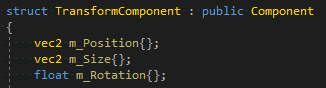 struct TransformComponent : public Component
{
vec2 m_Position{};
vec2 m_Size{};
float m_Rotation{};